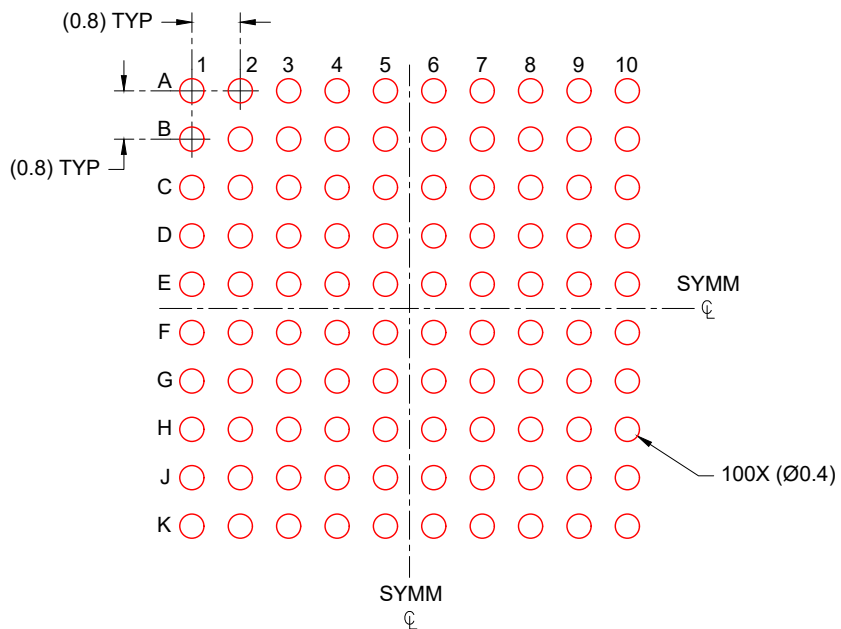 (0.8) TYP
1 2 3 4 5 6 7 8 9 10
A
B
(0.8) TYP
C
D
E
SYMM
℄
F
G
H
J
100X (Ø0.4)
K
SYMM
℄